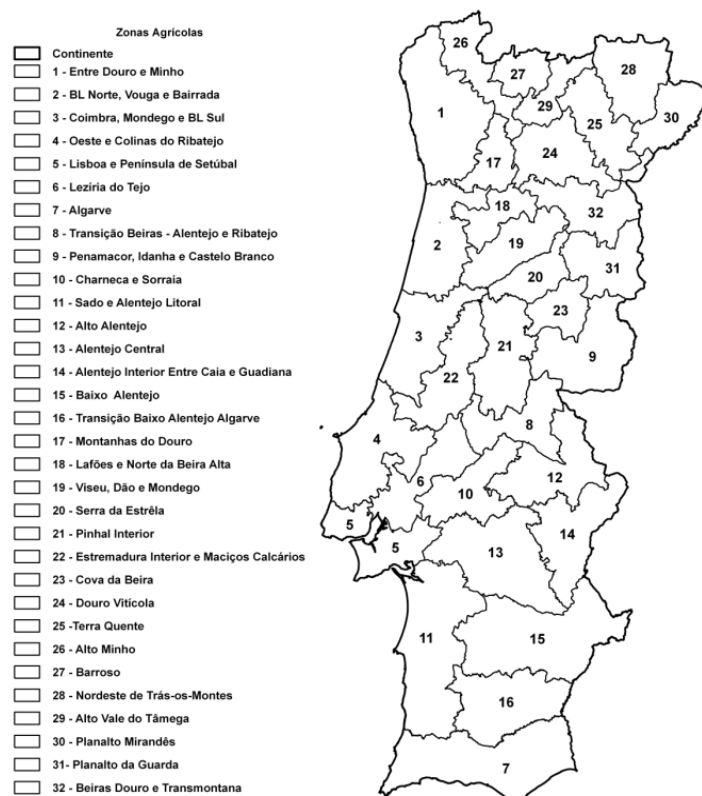 Zonas Agrícolas
Continente
1 - Entre Douro e Minho
2 - BL Norte, Vouga e Bairrada
3 - Coimbra, Mondego e BL Sul
4 - Oeste e Colinas do Ribatejo
5 - Lisboa e Península de Setúbal
6 - Lezíria do Tejo
7 - Algarve
8 - Transição Beiras - Alentejo e Ribatejo
9 - Penamacor, Idanha e Castelo Branco
10 - Charneca e Sorraia
11 - Sado e Alentejo Litoral
12 - Alto Alentejo
13 - Alentejo Central
14 - Alentejo Interior Entre Caia e Guadiana
15 - Baixo Alentejo
16 - Transição Baixo Alentejo Algarve
17 - Montanhas do Douro
18 - Lafões e Norte da Beira Alta
19 - Viseu, Dão e Mondego
20 - Serra da Estrêla
21 - Pinhal Interior
22 - Estremadura Interior e Maciços Calcários
23 - Cova da Beira
24 - Douro Vitícola
25 -Terra Quente
26 - Alto Minho
27 - Barroso
28 - Nordeste de Trás-os-Montes
29 - Alto Vale do Tâmega
30 - Planalto Mirandês
31- Planalto da Guarda
32 - Beiras Douro e Transmontana
26
27
28
29
30
1
25
17
24
18
32
2
19
20
31
23
3
21
9
22
4
8
6
10
12
5
5
13
14
11
15
16
7